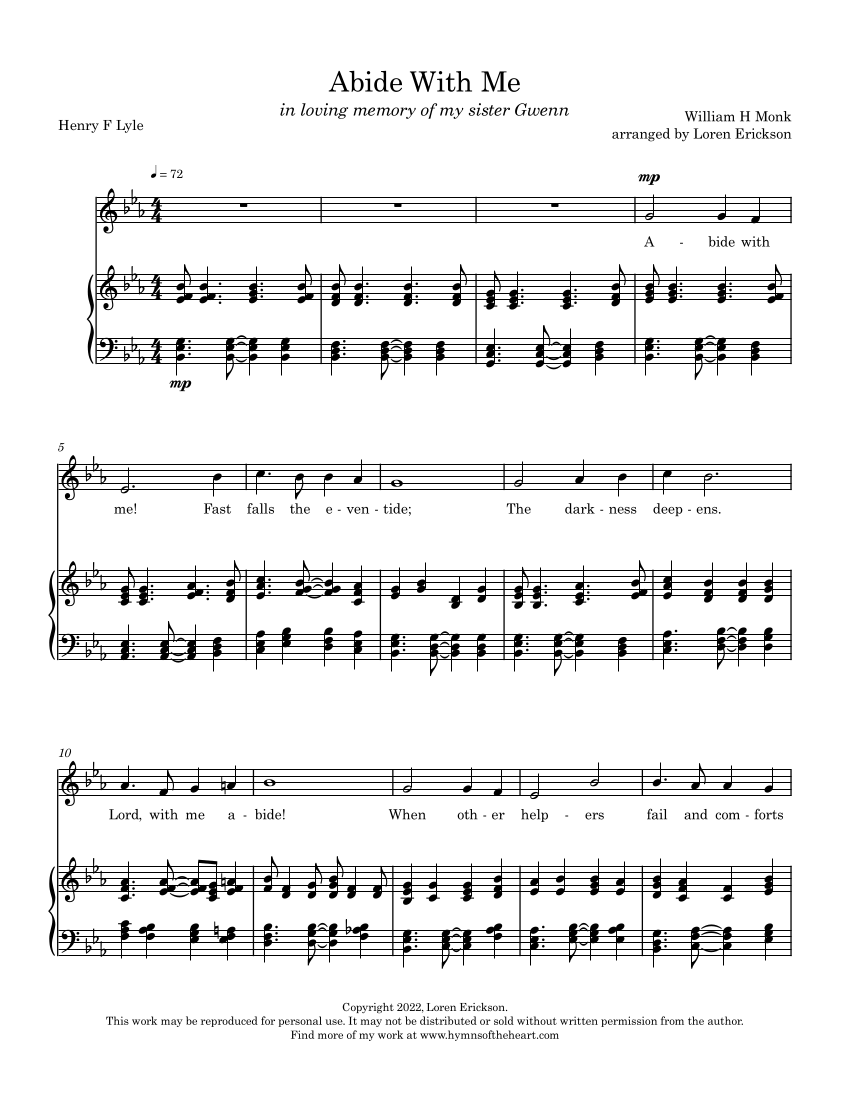 Abide With Me
in loving memory of my sister Gwenn
Henry F Lyle
William H Monk
arranged by Loren Erickson
♩ = 72
mp
A - bide with
mp
5
me! Fast falls the e - ven - tide; The dark - ness deep - ens.
10
Lord, with me a - bide! When oth - er help - ers fail and com - forts
Copyright 2022, Loren Erickson.
This work may be reproduced for personal use. It may not be distributed or sold without written permission from the author.
Find more of my work at www.hymnsoftheheart.com